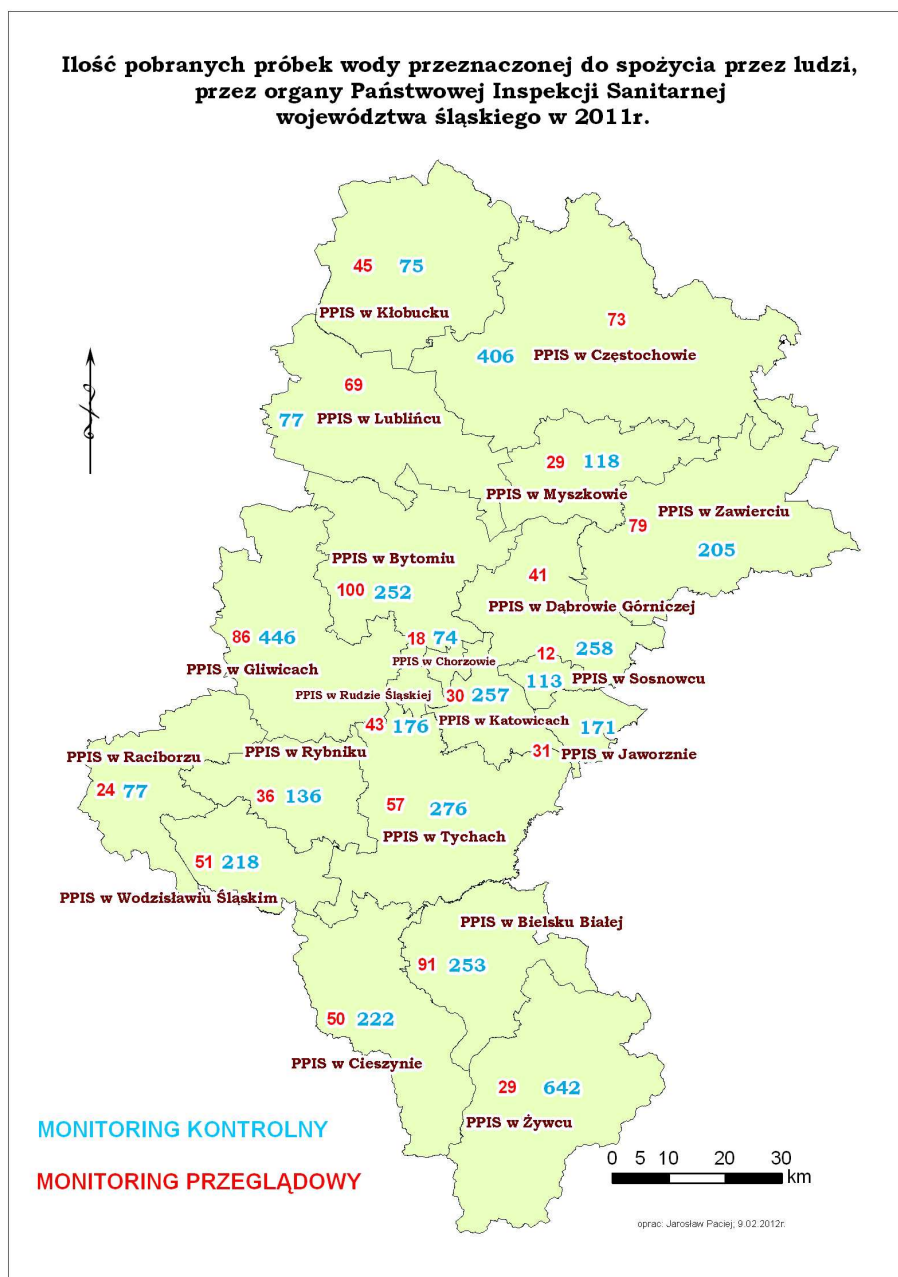 Ilość pobranych próbek wody przeznaczonej do spożycia przez ludzi,
przez organy Państwowej Inspekcji Sanitarnej
województwa śląskiego w 2011r.
45 75
PPIS w Kłobucku
73
406 PPIS w Częstochowie
69
77 PPIS w Lublińcu
29 118
PPIS w Myszkowie
PPIS w Zawierciu
79
205
PPIS w Bytomiu
100 252
41
PPIS w Dąbrowie Górniczej
86 446
PPIS w Gliwicach
18 74
PPIS w Chorzowie
12 258
113 PPIS w Sosnowcu
PPIS w Rudzie Śląskiej
43 176
30 257
PPIS w Katowicach
171
31 PPIS w Jaworznie
PPIS w Raciborzu
24 77
PPIS w Rybniku
36 136
57 276
PPIS w Tychach
51 218
PPIS w Wodzisławiu Śląskim
PPIS w Bielsku Białej
91 253
50 222
PPIS w Cieszynie
29 642
PPIS w Żywcu
MONITORING KONTROLNY
MONITORING PRZEGLĄDOWY
0 5 10 20 30
km
oprac: Jarosław Paciej; 9.02.2012r.